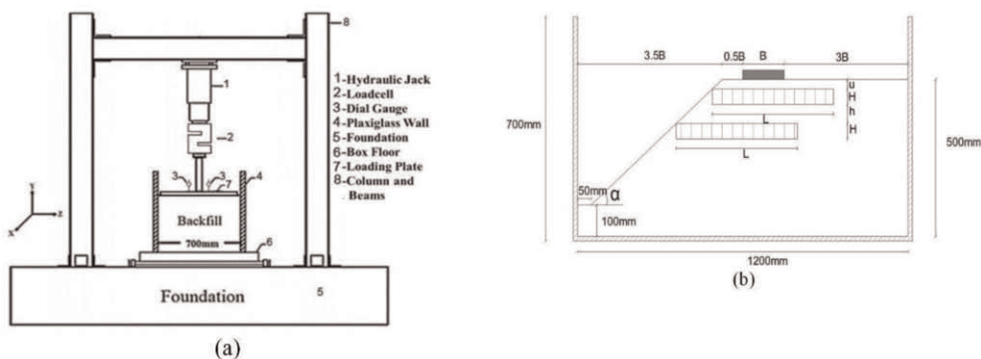 8
1
1-Hydraulic Jack
2-Loadcell
3-Dial Gauge
4-Plaxiglass Wall
5-Foundation
6-Box Floor
7-Loading Plate
8-Column and
Beams
2
3
3
7
4
Y
Z
X
Backfill
700mm
6
Foundation
5
(a)
3.5B
0.5B
B
3B
u
H
h
H
L
L
700mm
500mm
50mm
α
100mm
1200mm
(b)